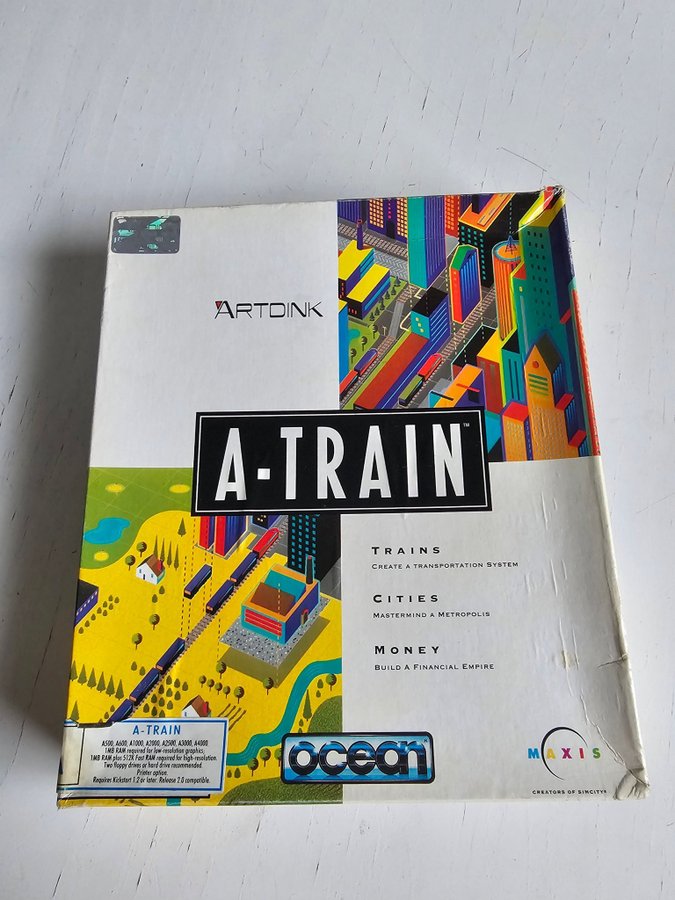 ARTDINK
A-TRAIN™
TRAINS
CREATE A TRANSPORTATION SYSTEM
CITIES
MASTERMIND A METROPOLIS
MONEY
BUILD A FINANCIAL EMPIRE
A-TRAIN
A500, A600, A1000, A2000, A2500, A3000, A4000
1MB RAM required for low-resolution graphics.
1MB RAM plus 512K Fast RAM required for high-resolution.
Two floppy drives or hard drive recommended.
Printer option.
Requires Kickstart 1.2 or later. Release 2.0 compatible.
ocean
MAXIS
CREATORS OF SIMCITY®